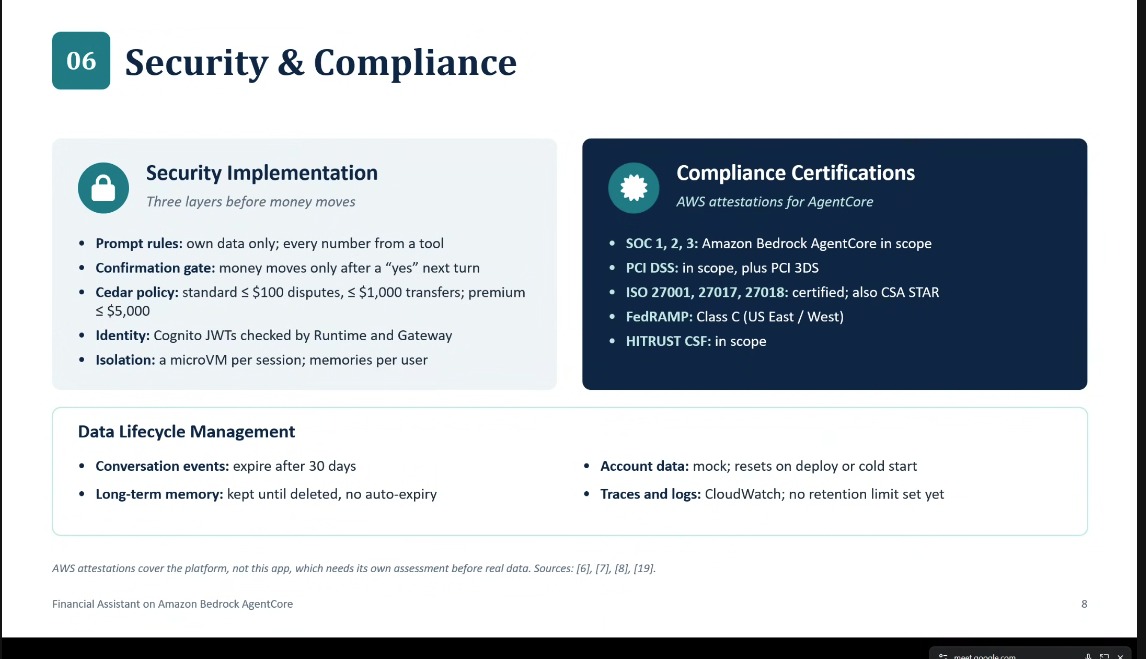 06
Security & Compliance
Security Implementation
Three layers before money moves
• Prompt rules: own data only; every number from a tool
• Confirmation gate: money moves only after a “yes” next turn
• Cedar policy: standard ≤ $100 disputes, ≤ $1,000 transfers; premium
≤ $5,000
• Identity: Cognito JWTs checked by Runtime and Gateway
• Isolation: a microVM per session; memories per user
Compliance Certifications
AWS attestations for AgentCore
• SOC 1, 2, 3: Amazon Bedrock AgentCore in scope
• PCI DSS: in scope, plus PCI 3DS
• ISO 27001, 27017, 27018: certified; also CSA STAR
• FedRAMP: Class C (US East / West)
• HITRUST CSF: in scope
Data Lifecycle Management
• Conversation events: expire after 30 days
• Long-term memory: kept until deleted, no auto-expiry
• Account data: mock; resets on deploy or cold start
• Traces and logs: CloudWatch; no retention limit set yet
AWS attestations cover the platform, not this app, which needs its own assessment before real data. Sources: [6], [7], [8], [19].
Financial Assistant on Amazon Bedrock AgentCore
8
meet.google.com